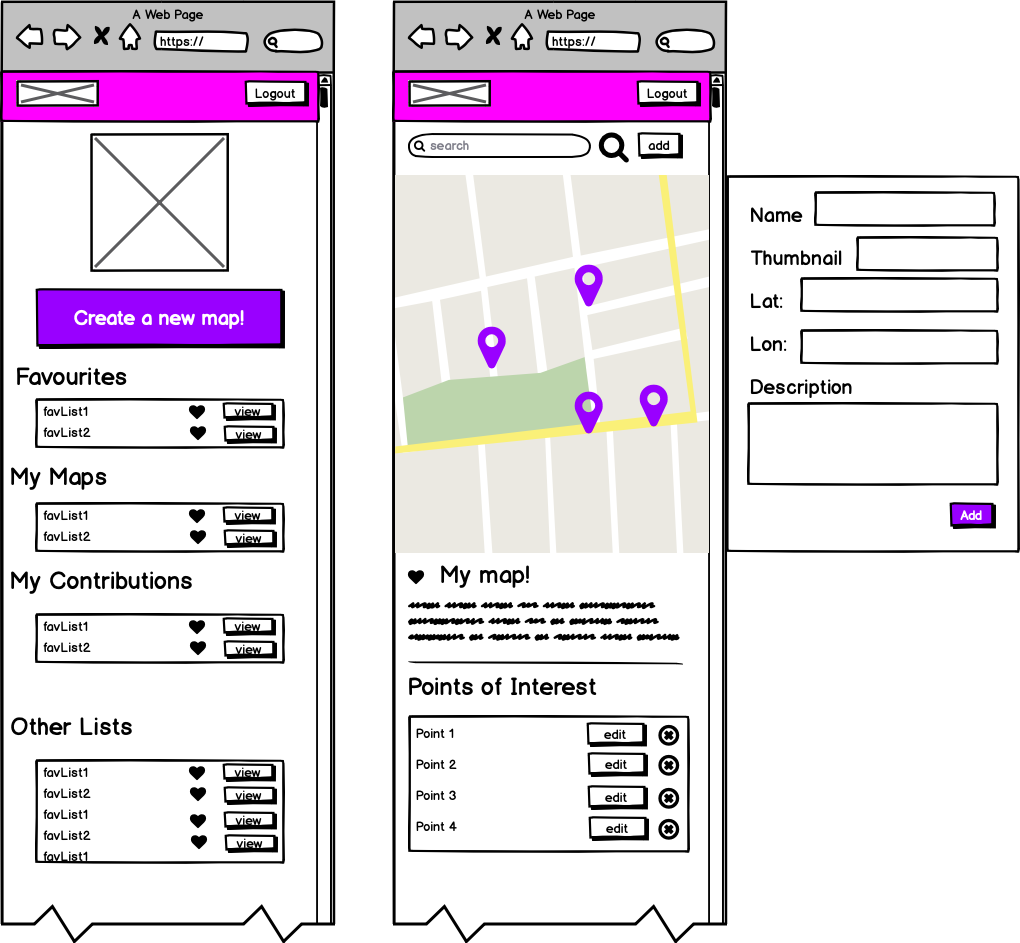 A Web Page
https://
Logout
Create a new map!
Favourites
favList1 view
favList2 view
My Maps
favList1 view
favList2 view
My Contributions
favList1 view
favList2 view
Other Lists
favList1 view
favList2 view
favList1 view
favList2 view
favList1
A Web Page
https://
Logout
search add
My map!
Points of Interest
Point 1 edit
Point 2 edit
Point 3 edit
Point 4 edit
Name
Thumbnail
Lat:
Lon:
Description
Add